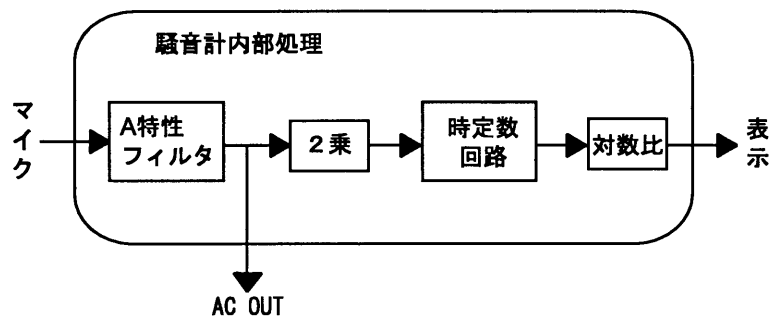 騒音計内部処理
マイク
A特性
フィルタ
2乗
時定数
回路
対数比
表示
AC OUT